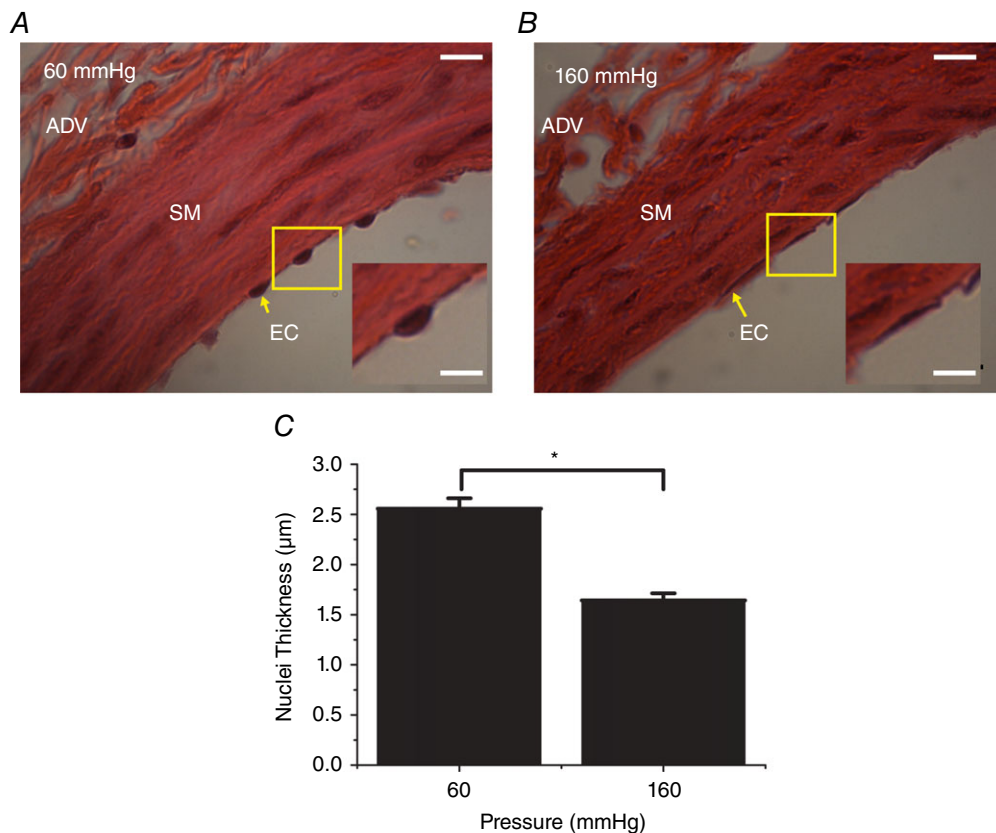 A
60 mmHg
ADV
SM
EC
B
160 mmHg
ADV
SM
EC
C
3.0
2.5
2.0
1.5
1.0
0.5
0.0
Nuclei Thickness (μm)
*
60
160
Pressure (mmHg)